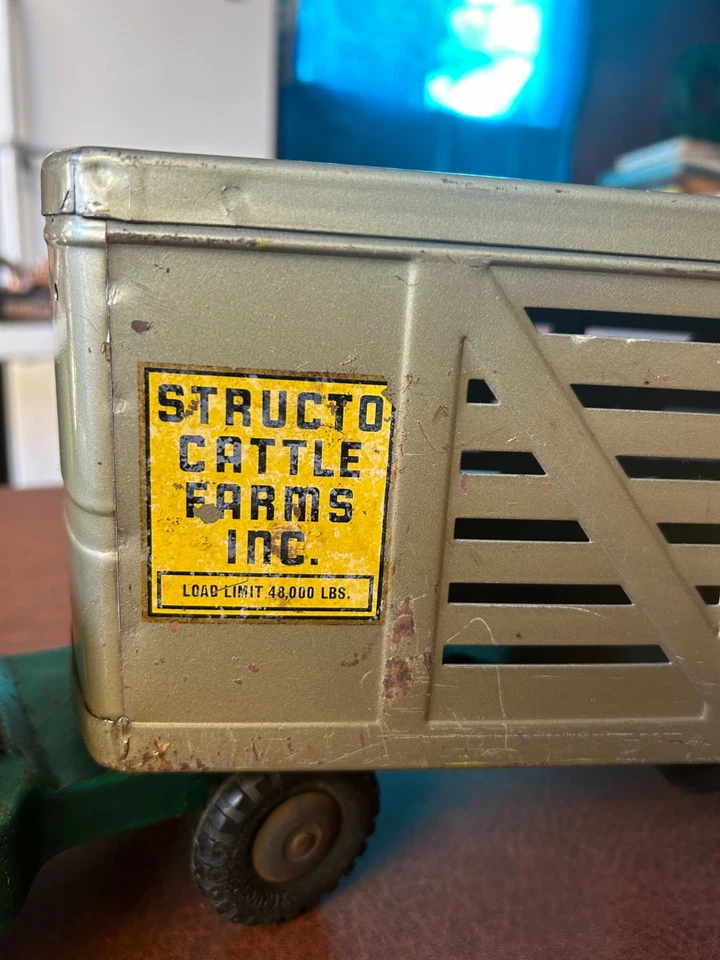 STRUCTO
CATTLE
FARMS
INC.
LOAD LIMIT 48,000 LBS.